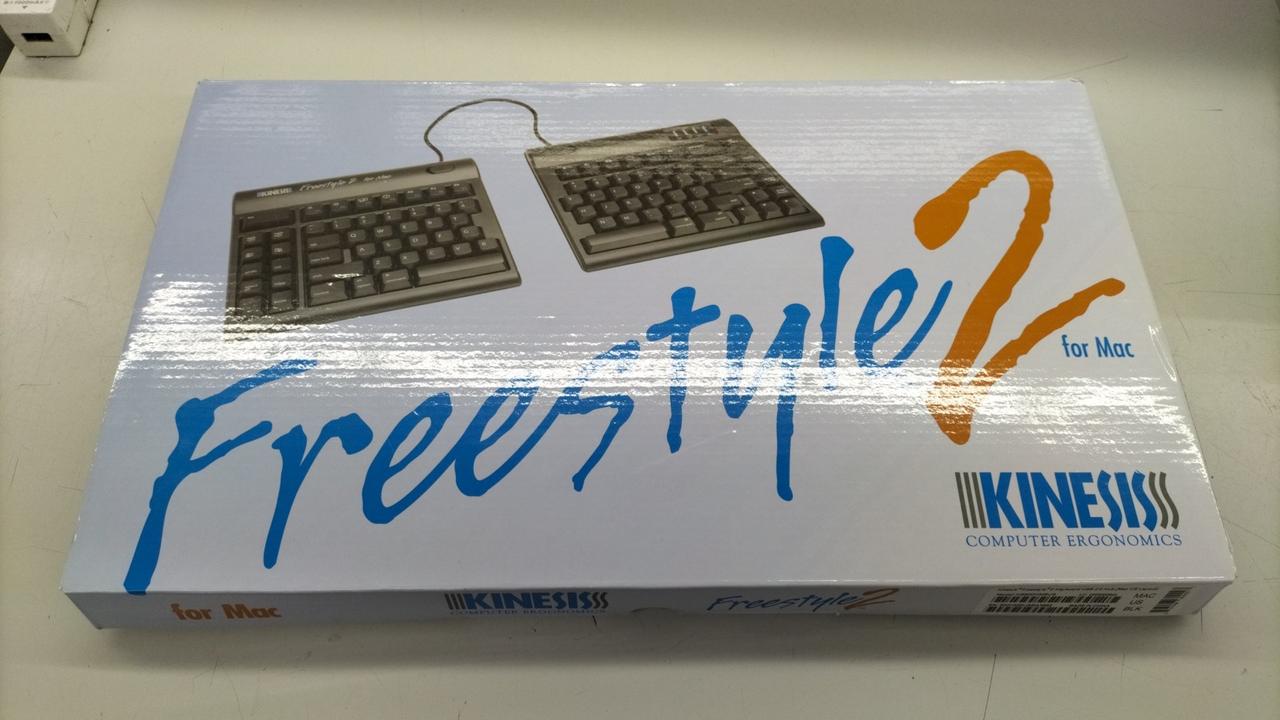 KINESIS Freestyle 2 for Mac
Freestyle2
for Mac
KINESIS
COMPUTER ERGONOMICS
for Mac
KINESIS
COMPUTER ERGONOMICS
Freestyle2
MAC
US
BLK